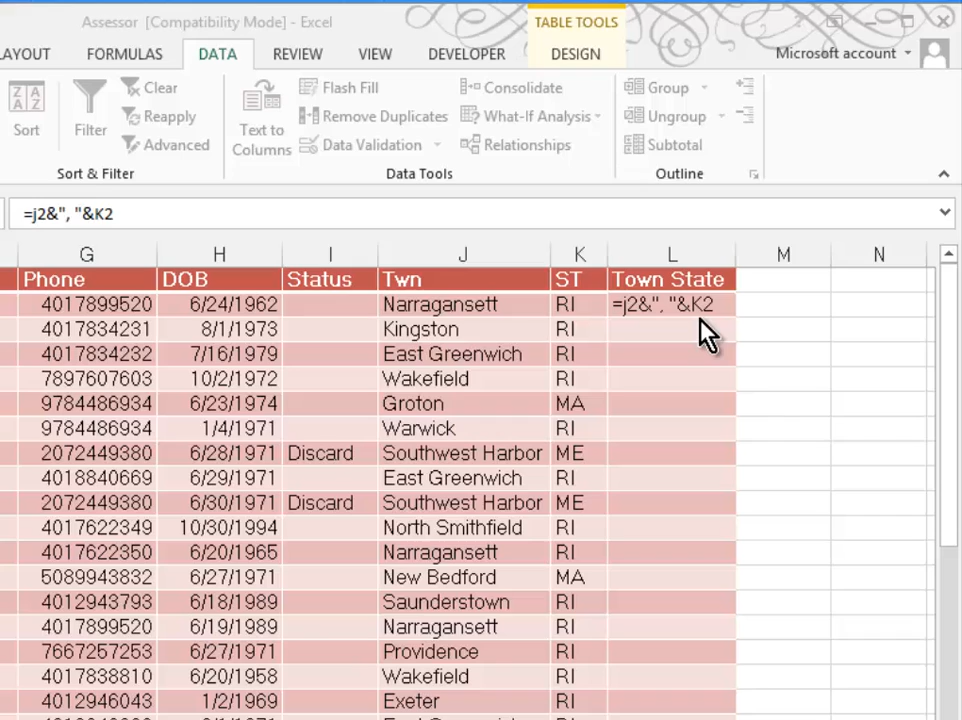 Assessor [Compatibility Mode] - Excel
TABLE TOOLS
LAYOUT FORMULAS DATA REVIEW VIEW DEVELOPER DESIGN Microsoft account
Sort Filter Clear Reapply Advanced
Text to Columns Flash Fill Remove Duplicates Data Validation
Consolidate What-If Analysis Relationships
Group Ungroup Subtotal
Sort & Filter Data Tools Outline
=j2&", "&K2
G H I J K L M N
Phone DOB Status Twn ST Town State
4017899520 6/24/1962 Narragansett RI =j2&", "&K2
4017834231 8/1/1973 Kingston RI
4017834232 7/16/1979 East Greenwich RI
7897607603 10/2/1972 Wakefield RI
9784486934 6/23/1974 Groton MA
9784486934 1/4/1971 Warwick RI
2072449380 6/28/1971 Discard Southwest Harbor ME
4018840669 6/29/1971 East Greenwich RI
2072449380 6/30/1971 Discard Southwest Harbor ME
4017622349 10/30/1994 North Smithfield RI
4017622350 6/20/1965 Narragansett RI
5089943832 6/27/1971 New Bedford MA
4012943793 6/18/1989 Saunderstown RI
4017899520 6/19/1989 Narragansett RI
7667257253 6/27/1971 Providence RI
4017838810 6/20/1958 Wakefield RI
4012946043 1/2/1969 Exeter RI